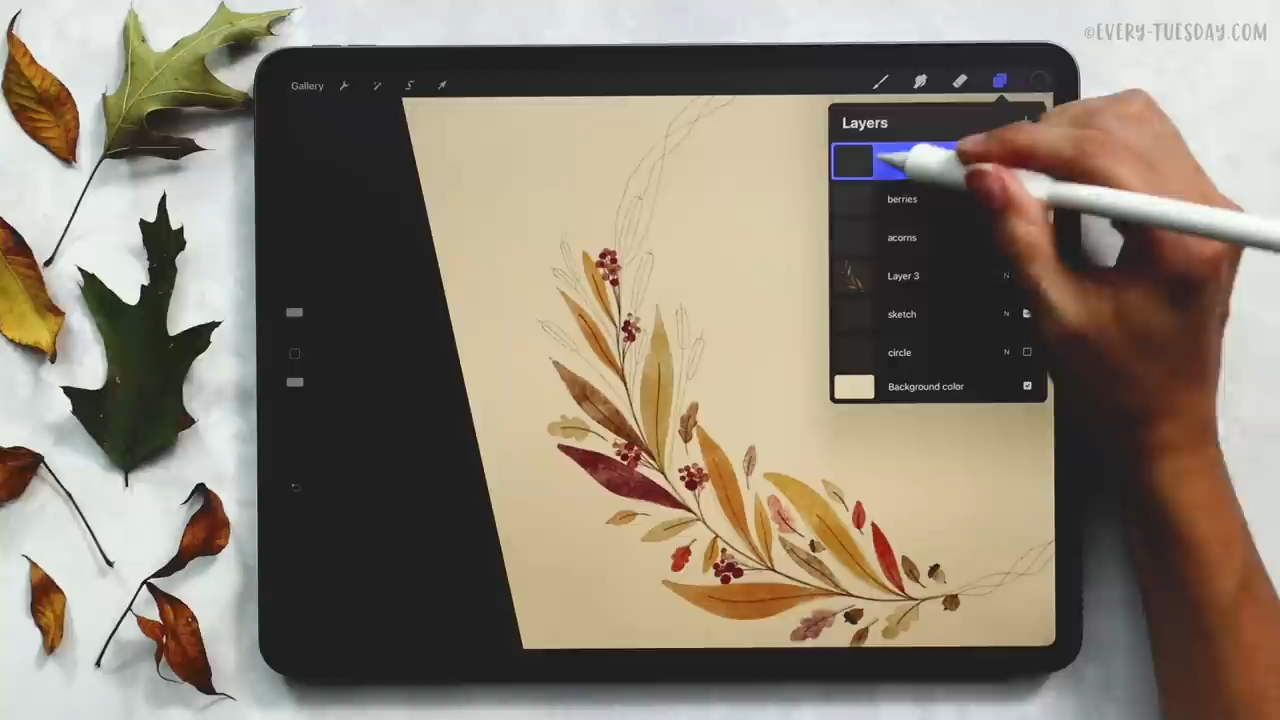 ©EVERY-TUESDAY.COM
Gallery
Layers
berries
acorns
Layer 3 N
sketch N
circle N
Background color